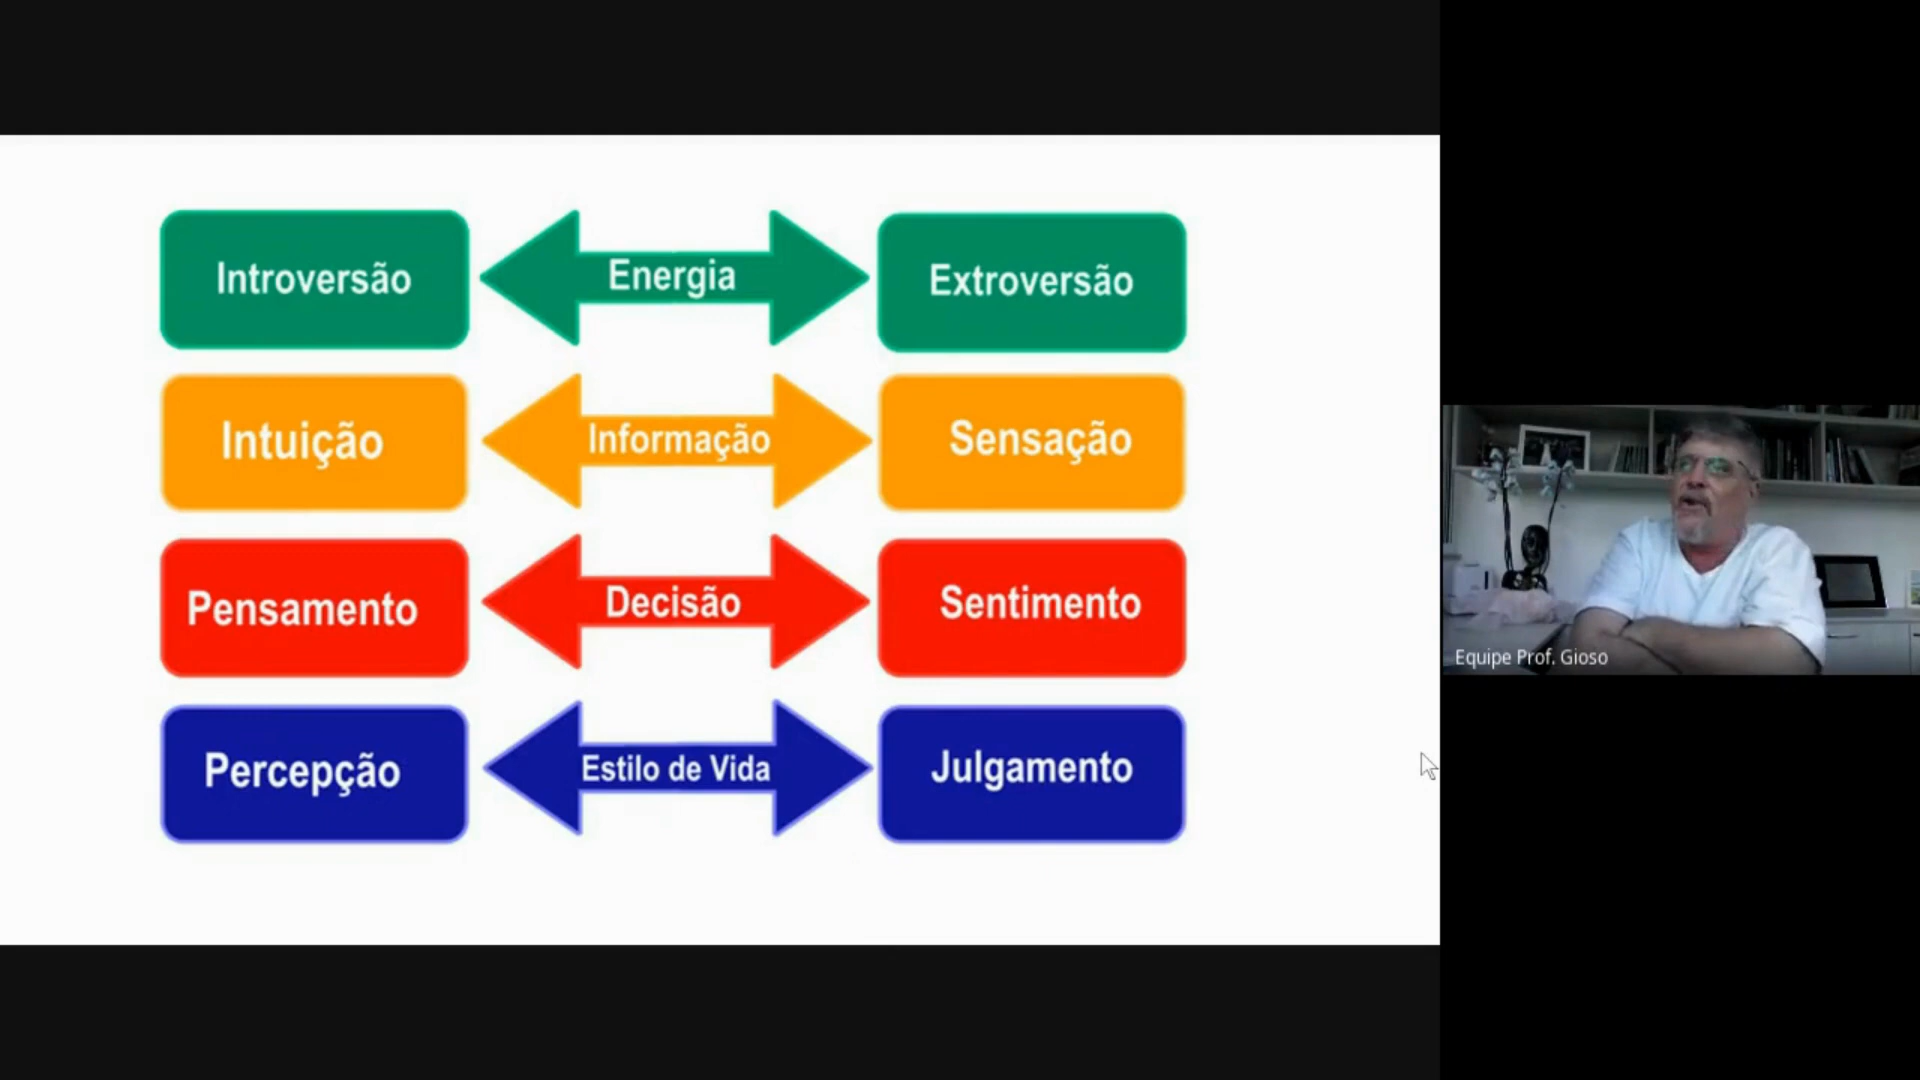 Introversão
Energia
Extroversão
Intuição
Informação
Sensação
Pensamento
Decisão
Sentimento
Percepção
Estilo de Vida
Julgamento
Equipe Prof. Gioso